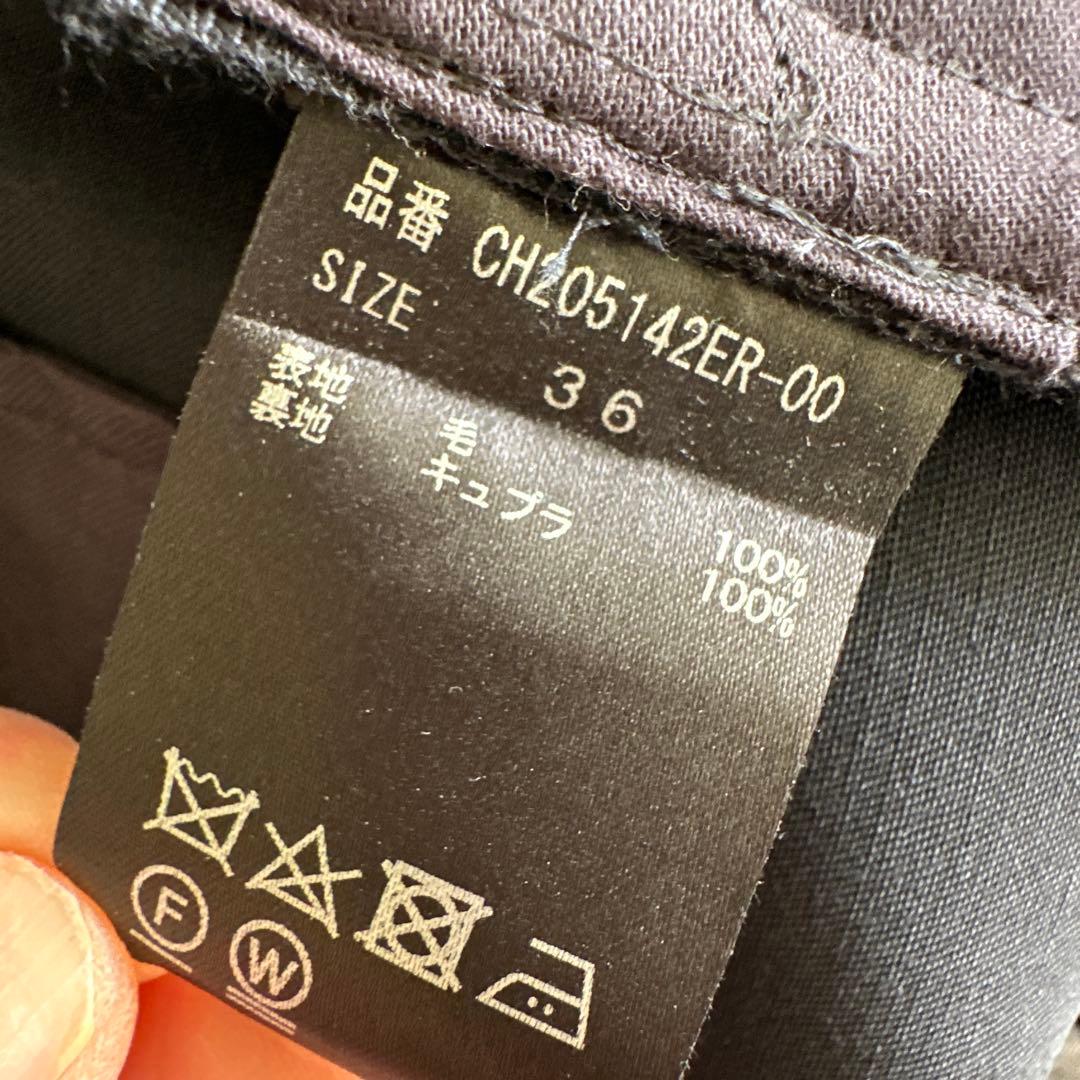 品番 CH205142ER-00
SIZE 36
表地 毛 100%
裏地 キュプラ 100%
F
W